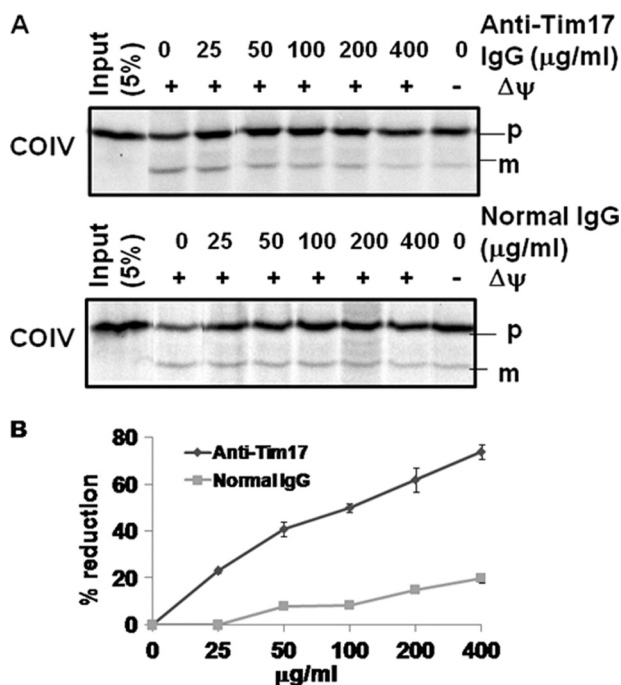 A
Input (5%)
0 25 50 100 200 400 0 Anti-Tim17 IgG (μg/ml)
+ + + + + + - Δψ
COIV
p
m
Input (5%)
0 25 50 100 200 400 0 Normal IgG (μg/ml)
+ + + + + + - Δψ
COIV
p
m
B
80
60
40
20
0
% reduction
Anti-Tim17
Normal IgG
0 25 50 100 200 400
μg/ml